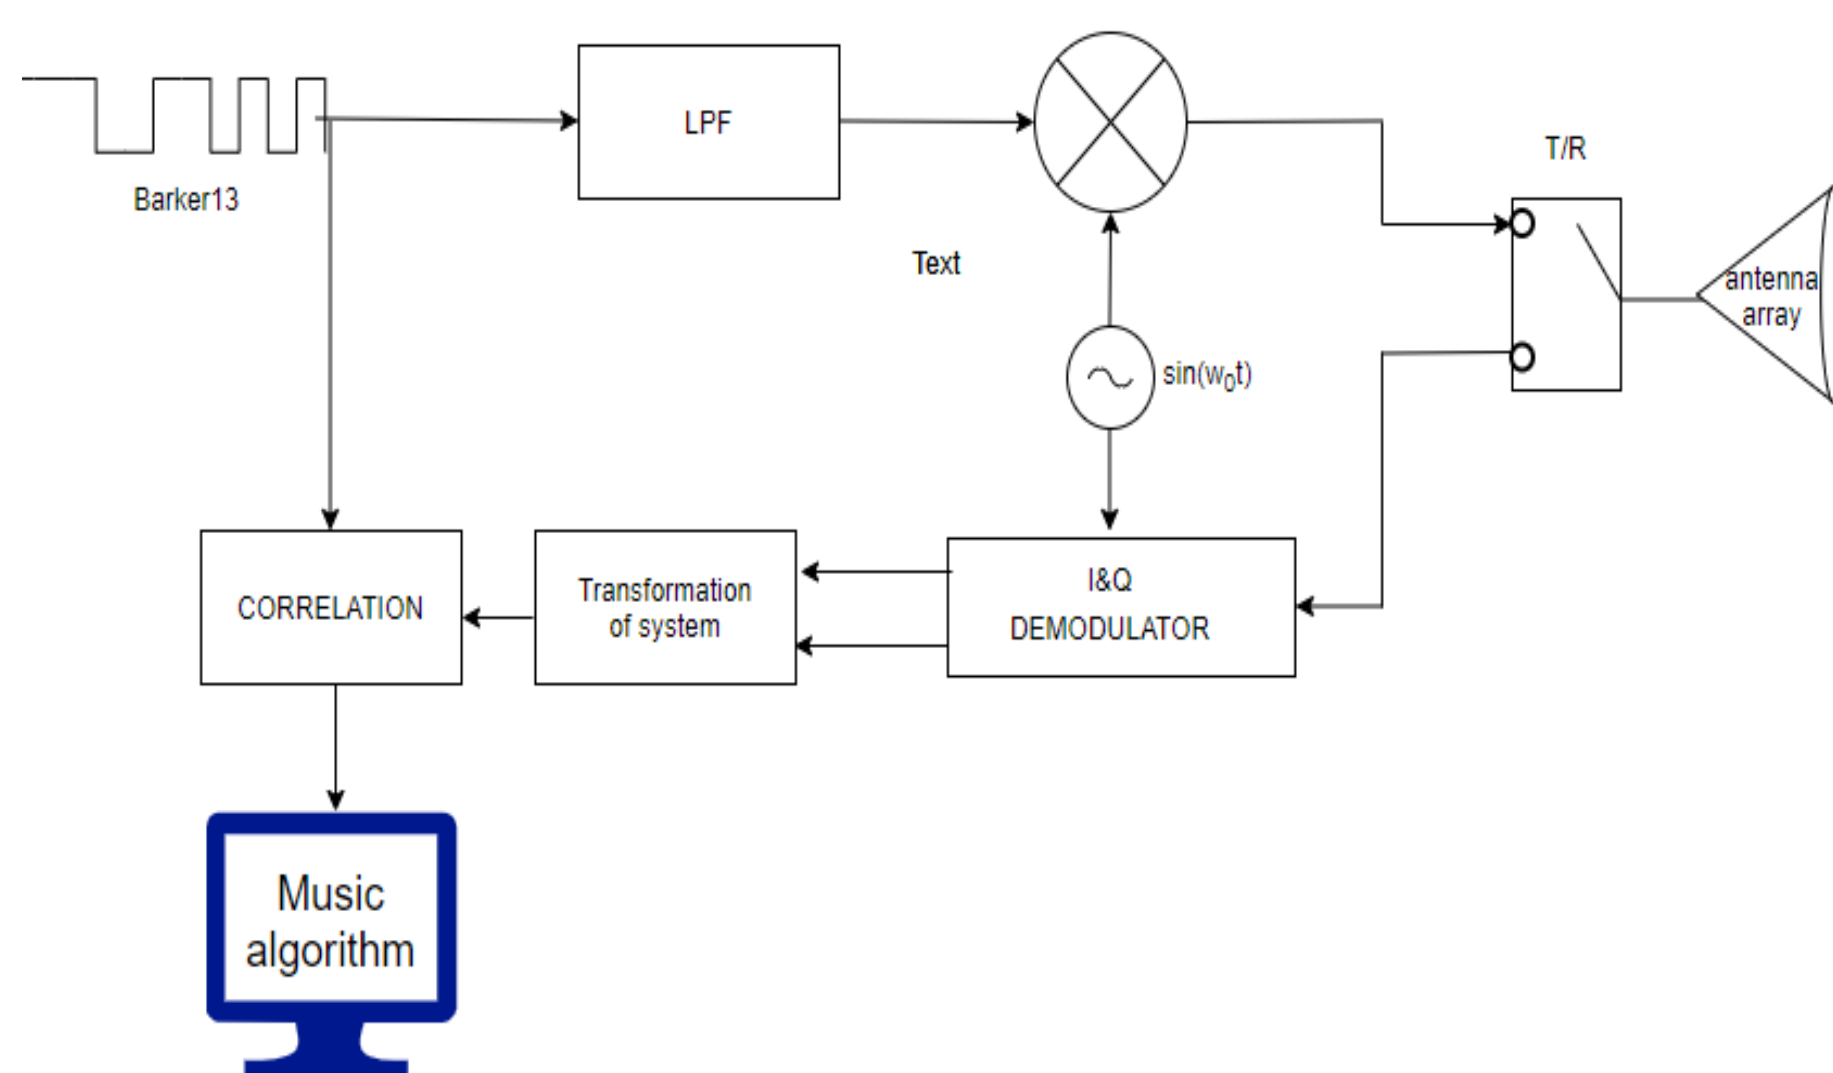 LPF
T/R
Barker13
Text
antenna
array
sin(w₀t)
I&Q
DEMODULATOR
Transformation
of system
CORRELATION
Music
algorithm